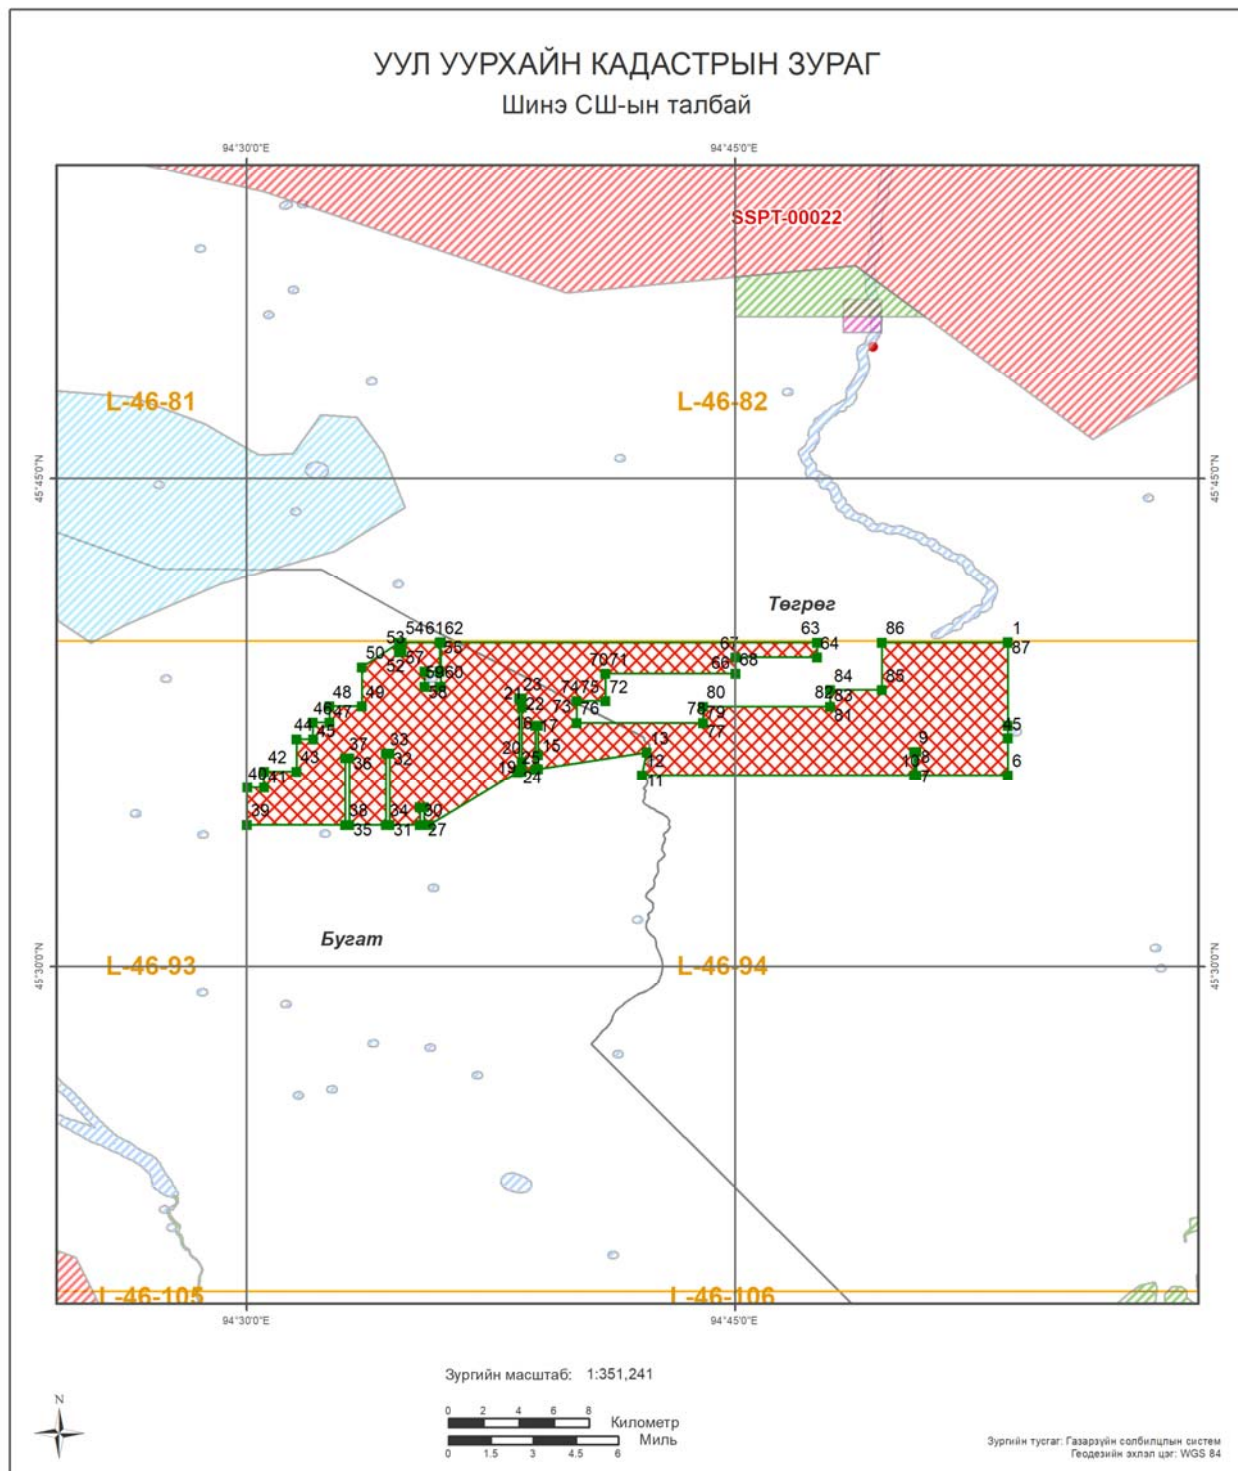 УУЛ УУРХАЙН КАДАСТРЫН ЗУРАГ
Шинэ СШ-ын талбай
94°30'0"E 94°45'0"E
SSPT-00022
L-46-81 L-46-82
45°45'0"N 45°45'0"N
Төгрөг
54 61 62 63 86 1
53 55 67 64 87
50 52 57 70 71 66 68
59 60 58 84 85
48 49 21 23 74 75 72 80 82 83
46 47 22 73 76 78 79 81
44 45 16 17 77 45
37 33 13 9
42 43 36 32 20 15 12 8
40 41 19 25 24 11 10 7 6
39 38 34 30
35 31 27
Бугат
L-46-93 L-46-94
45°30'0"N 45°30'0"N
L-46-105 L-46-106
94°30'0"E 94°45'0"E
Зургийн масштаб: 1:351,241
N
0 2 4 6 8
Километр
Миль
0 1.5 3 4.5 6
Зургийн тусгаг: Газарзүйн солбилцлын систем
Геодезийн эхлэл цэг: WGS 84